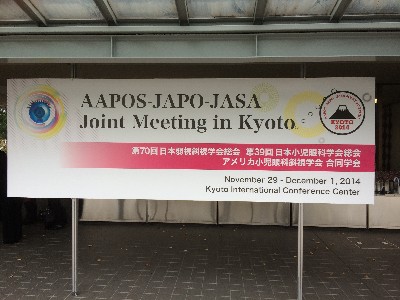 AAPOS-JAPO-JASA
Joint Meeting in Kyoto
KYOTO
2014
第70回日本弱視斜視学会総会 第39回日本小児眼科学会総会
アメリカ小児眼科斜視学会 合同学会
November 29 - December 1, 2014
Kyoto International Conference Center